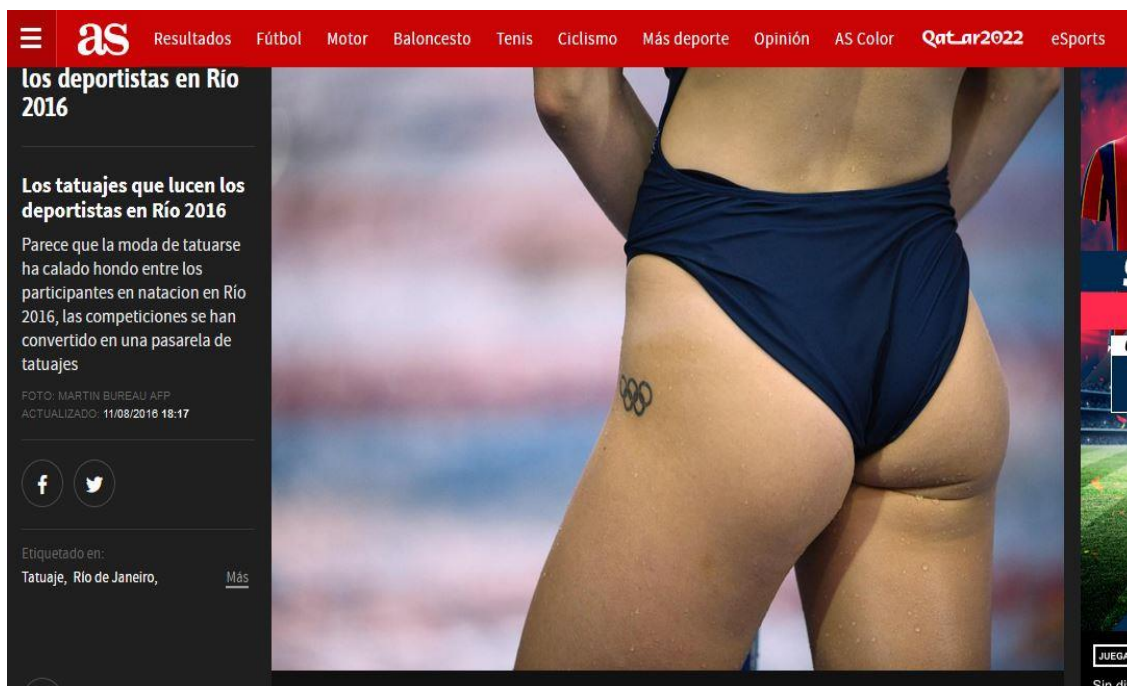 as
Resultados
Fútbol
Motor
Baloncesto
Tenis
Ciclismo
Más deporte
Opinión
AS Color
Qatar2022
eSports
los deportistas en Río
2016
Los tatuajes que lucen los
deportistas en Río 2016
Parece que la moda de tatuarse
ha calado hondo entre los
participantes en natacion en Río
2016, las competiciones se han
convertido en una pasarela de
tatuajes
FOTO: MARTIN BUREAU AFP
ACTUALIZADO: 11/08/2016 18:17
Etiquetado en:
Tatuaje, Río de Janeiro,
Más